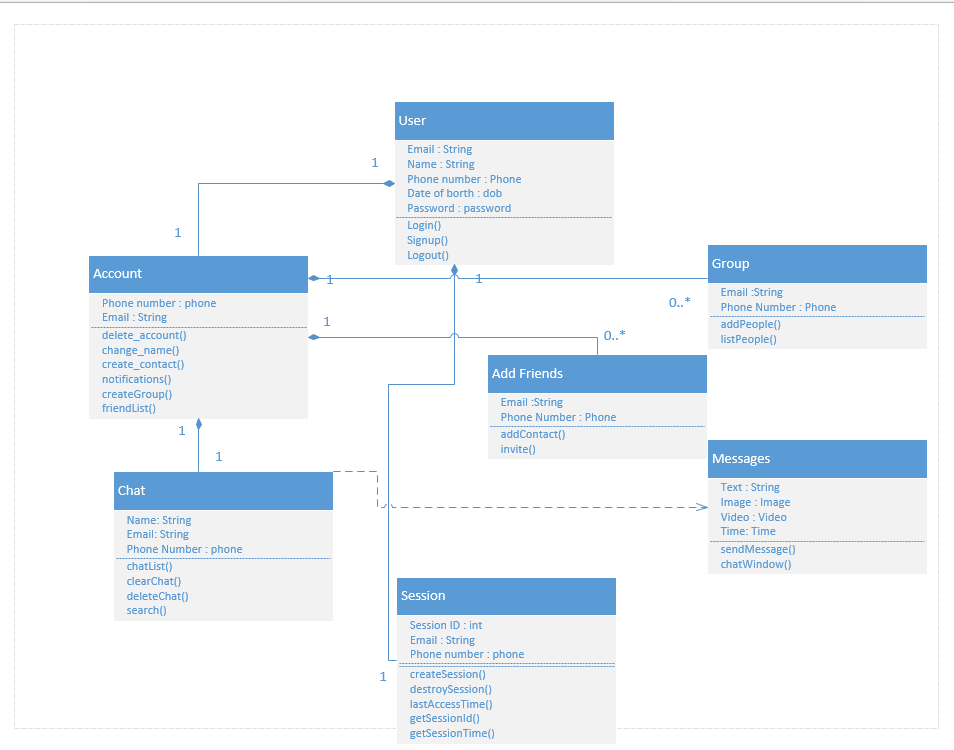 User
Email : String
Name : String
Phone number : Phone
Date of borth : dob
Password : password
Login()
Signup()
Logout()
1
1
1
Account
Phone number : phone
Email : String
delete_account()
change_name()
create_contact()
notifications()
createGroup()
friendList()
1
0..*
Group
Email :String
Phone Number : Phone
addPeople()
listPeople()
1
0..*
Add Friends
Email :String
Phone Number : Phone
addContact()
invite()
1
1
Chat
Name: String
Email: String
Phone Number : phone
chatList()
clearChat()
deleteChat()
search()
Messages
Text : String
Image : Image
Video : Video
Time: Time
sendMessage()
chatWindow()
1
Session
Session ID : int
Email : String
Phone number : phone
createSession()
destroySession()
lastAccessTime()
getSessionId()
getSessionTime()